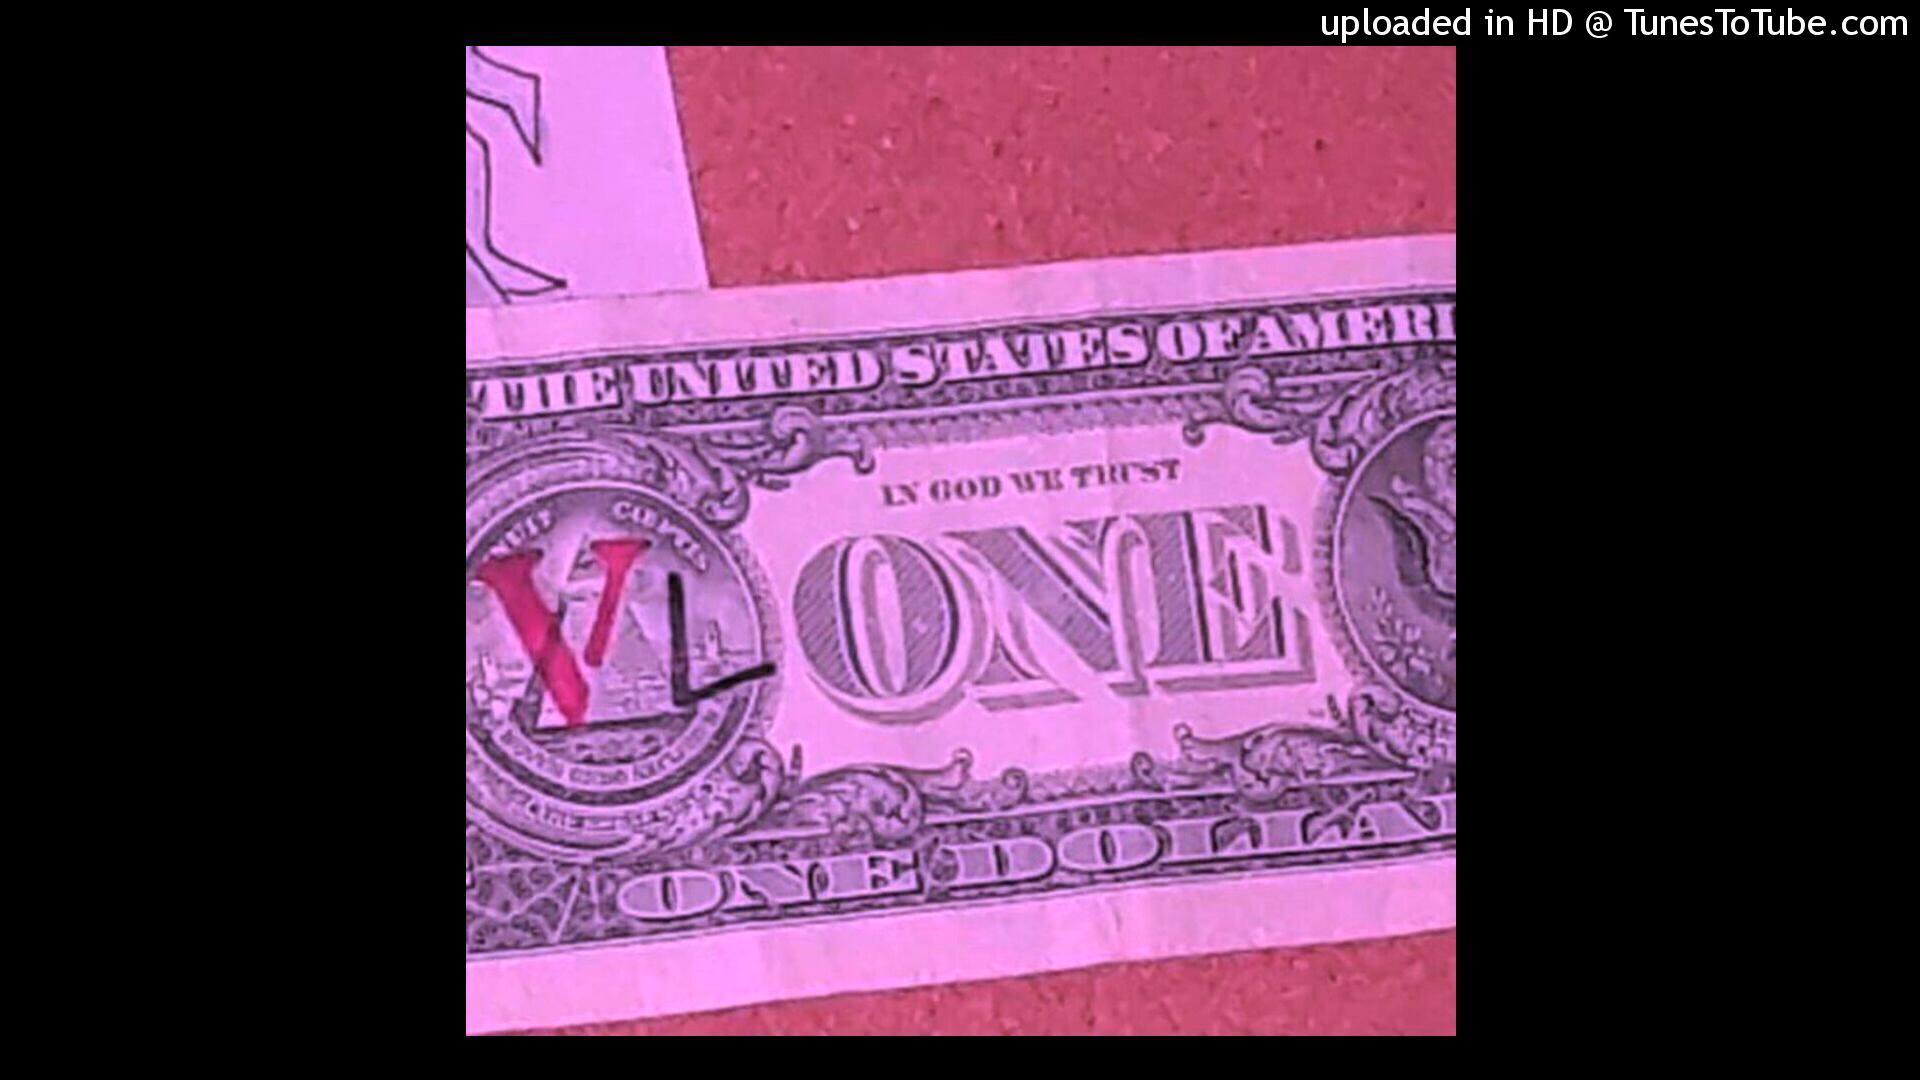 uploaded in HD @ TunesToTube.com
THE UNITED STATES OF AMERI
IN GOD WE TRUST
VL ONE
ONE DOLLA